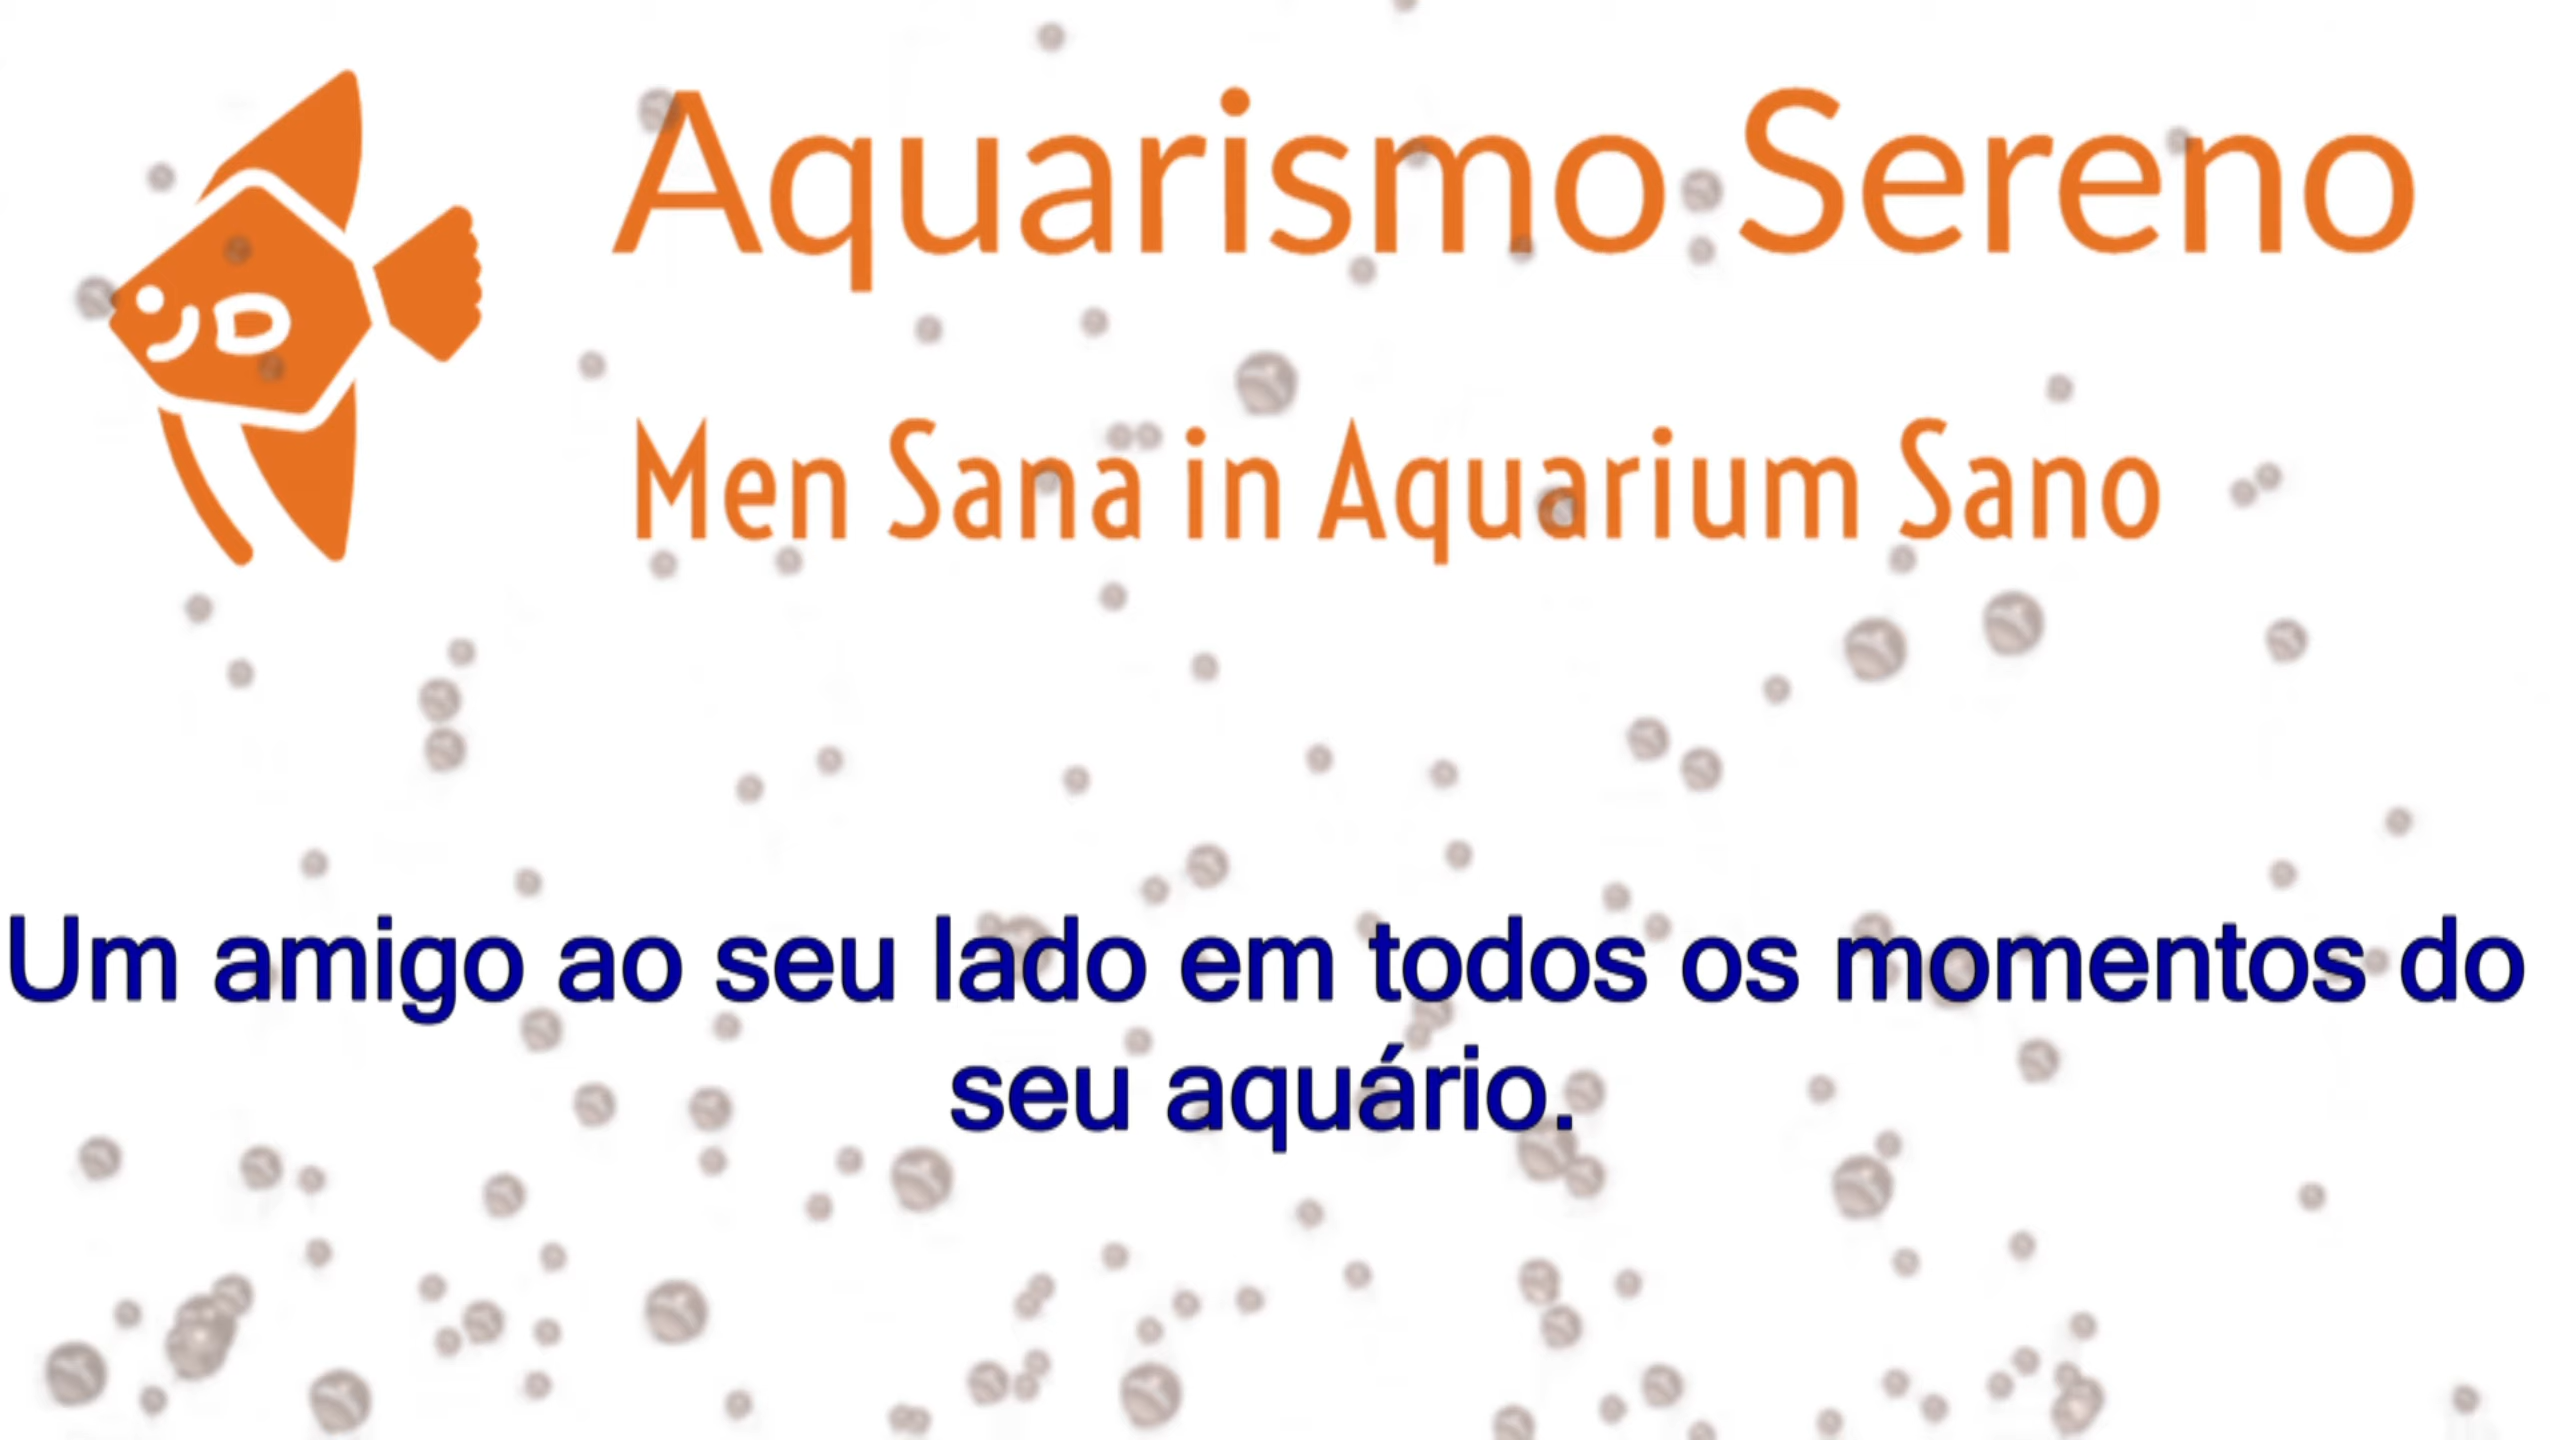 Aquarismo Sereno
Men Sana in Aquarium Sano
Um amigo ao seu lado em todos os momentos do
seu aquário.